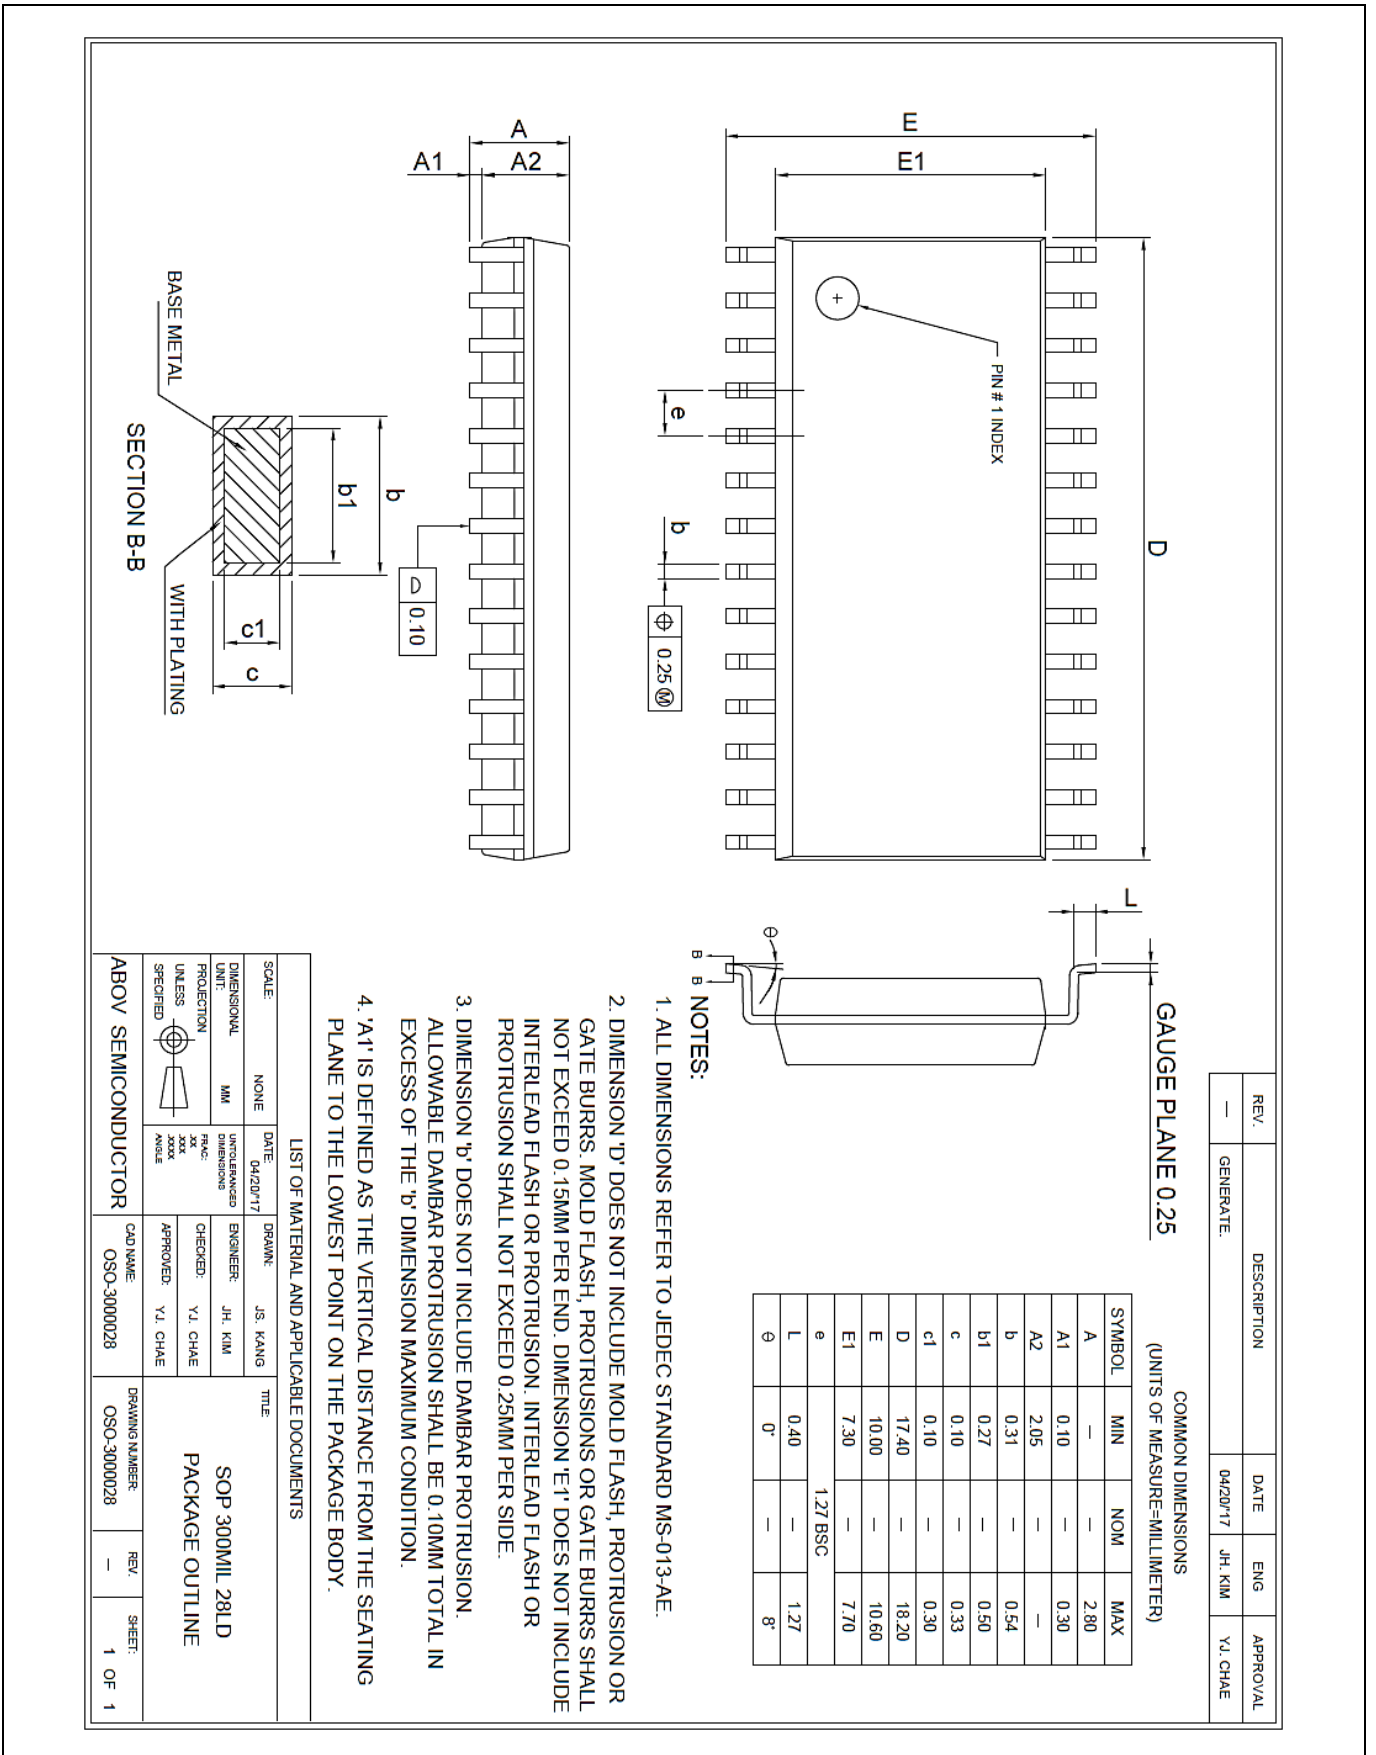 REV. DESCRIPTION DATE ENG APPROVAL
— GENERATE. 04/20/'17 JH. KIM YJ. CHAE
E
E1
D
PIN # 1 INDEX
e
b
⌖ 0.25 Ⓜ
A
A1 A2
⌓ 0.10
BASE METAL
WITH PLATING
b
b1
c1
c
SECTION B-B
L
θ
B B
GAUGE PLANE 0.25
COMMON DIMENSIONS
(UNITS OF MEASURE=MILLIMETER)
SYMBOL MIN NOM MAX
A — — 2.80
A1 0.10 — 0.30
A2 2.05 — —
b 0.31 — 0.54
b1 0.27 — 0.50
c 0.10 — 0.33
c1 0.10 — 0.30
D 17.40 — 18.20
E 10.00 — 10.60
E1 7.30 — 7.70
e 1.27 BSC
L 0.40 — 1.27
θ 0° — 8°
NOTES:
1. ALL DIMENSIONS REFER TO JEDEC STANDARD MS-013-AE.
2. DIMENSION 'D' DOES NOT INCLUDE MOLD FLASH, PROTRUSION OR
GATE BURRS. MOLD FLASH, PROTRUSIONS OR GATE BURRS SHALL
NOT EXCEED 0.15MM PER END. DIMENSION 'E1' DOES NOT INCLUDE
INTERLEAD FLASH OR PROTRUSION. INTERLEAD FLASH OR
PROTRUSION SHALL NOT EXCEED 0.25MM PER SIDE.
3. DIMENSION 'b' DOES NOT INCLUDE DAMBAR PROTRUSION.
ALLOWABLE DAMBAR PROTRUSION SHALL BE 0.10MM TOTAL IN
EXCESS OF THE 'b' DIMENSION MAXIMUM CONDITION.
4. 'A1' IS DEFINED AS THE VERTICAL DISTANCE FROM THE SEATING
PLANE TO THE LOWEST POINT ON THE PACKAGE BODY.
LIST OF MATERIAL AND APPLICABLE DOCUMENTS
SCALE: NONE
DATE: 04/20/'17
DRAWN: JS. KANG
TITLE:
SOP 300MIL 28LD
PACKAGE OUTLINE
DIMENSIONAL
UNIT: MM
UNTOLERANCED
DIMENSIONS
ENGINEER: JH. KIM
PROJECTION
UNLESS
SPECIFIED
FRAC:
.XX
.XXX
.XXXX
ANGLE
CHECKED: YJ. CHAE
APPROVED: YJ. CHAE
ABOV SEMICONDUCTOR
CAD NAME:
OSO-3000028
DRAWING NUMBER:
OSO-3000028
REV.
—
SHEET:
1 OF 1